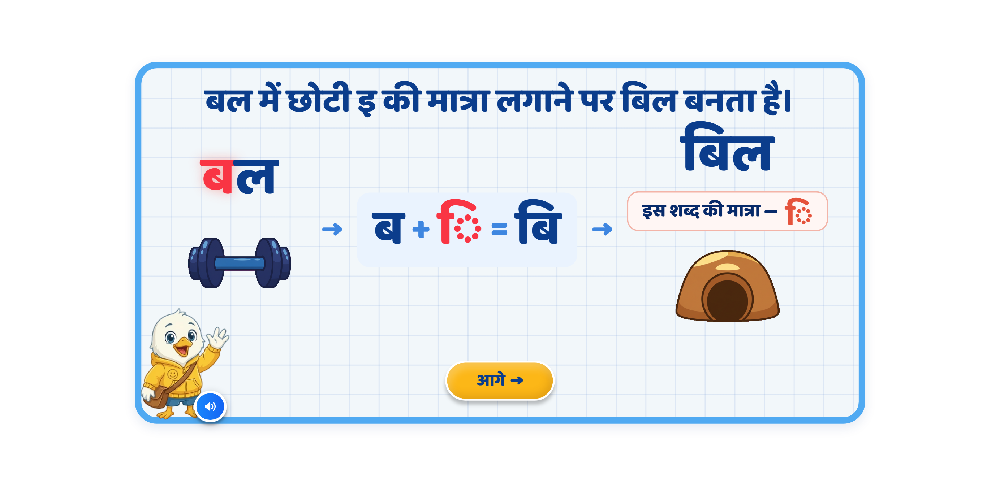 बल में छोटी इ की मात्रा लगाने पर बिल बनता है।
बल
ब + ि = बि
बिल
इस शब्द की मात्रा – ि
आगे →